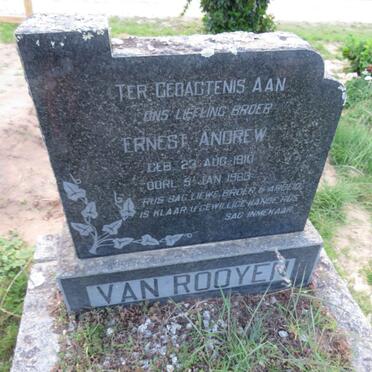 TER GEDAGTENIS AAN
ONS LIEFLING BROER
ERNEST ANDREW
GEB. 23 AUG. 1910
OORL. 5 JAN. 1963
RUS SAG, LIEWE BROER U ARBEID
IS KLAAR U GEWILLIGE HANDE RUS
SAG INMEKAAR
VAN ROOYEN